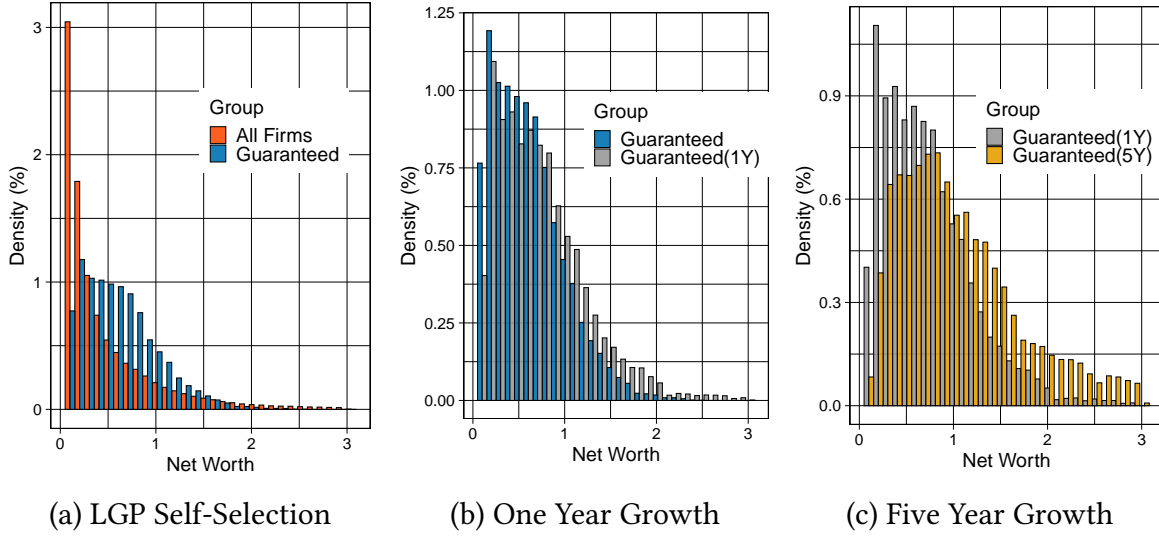 3
2
1
0
0
1
2
3
Density (%)
Net Worth
Group
All Firms
Guaranteed
(a) LGP Self-Selection
1.25
1.00
0.75
0.50
0.25
0.00
0
1
2
3
Density (%)
Net Worth
Group
Guaranteed
Guaranteed(1Y)
(b) One Year Growth
0.9
0.6
0.3
0.0
0
1
2
3
Density (%)
Net Worth
Group
Guaranteed(1Y)
Guaranteed(5Y)
(c) Five Year Growth